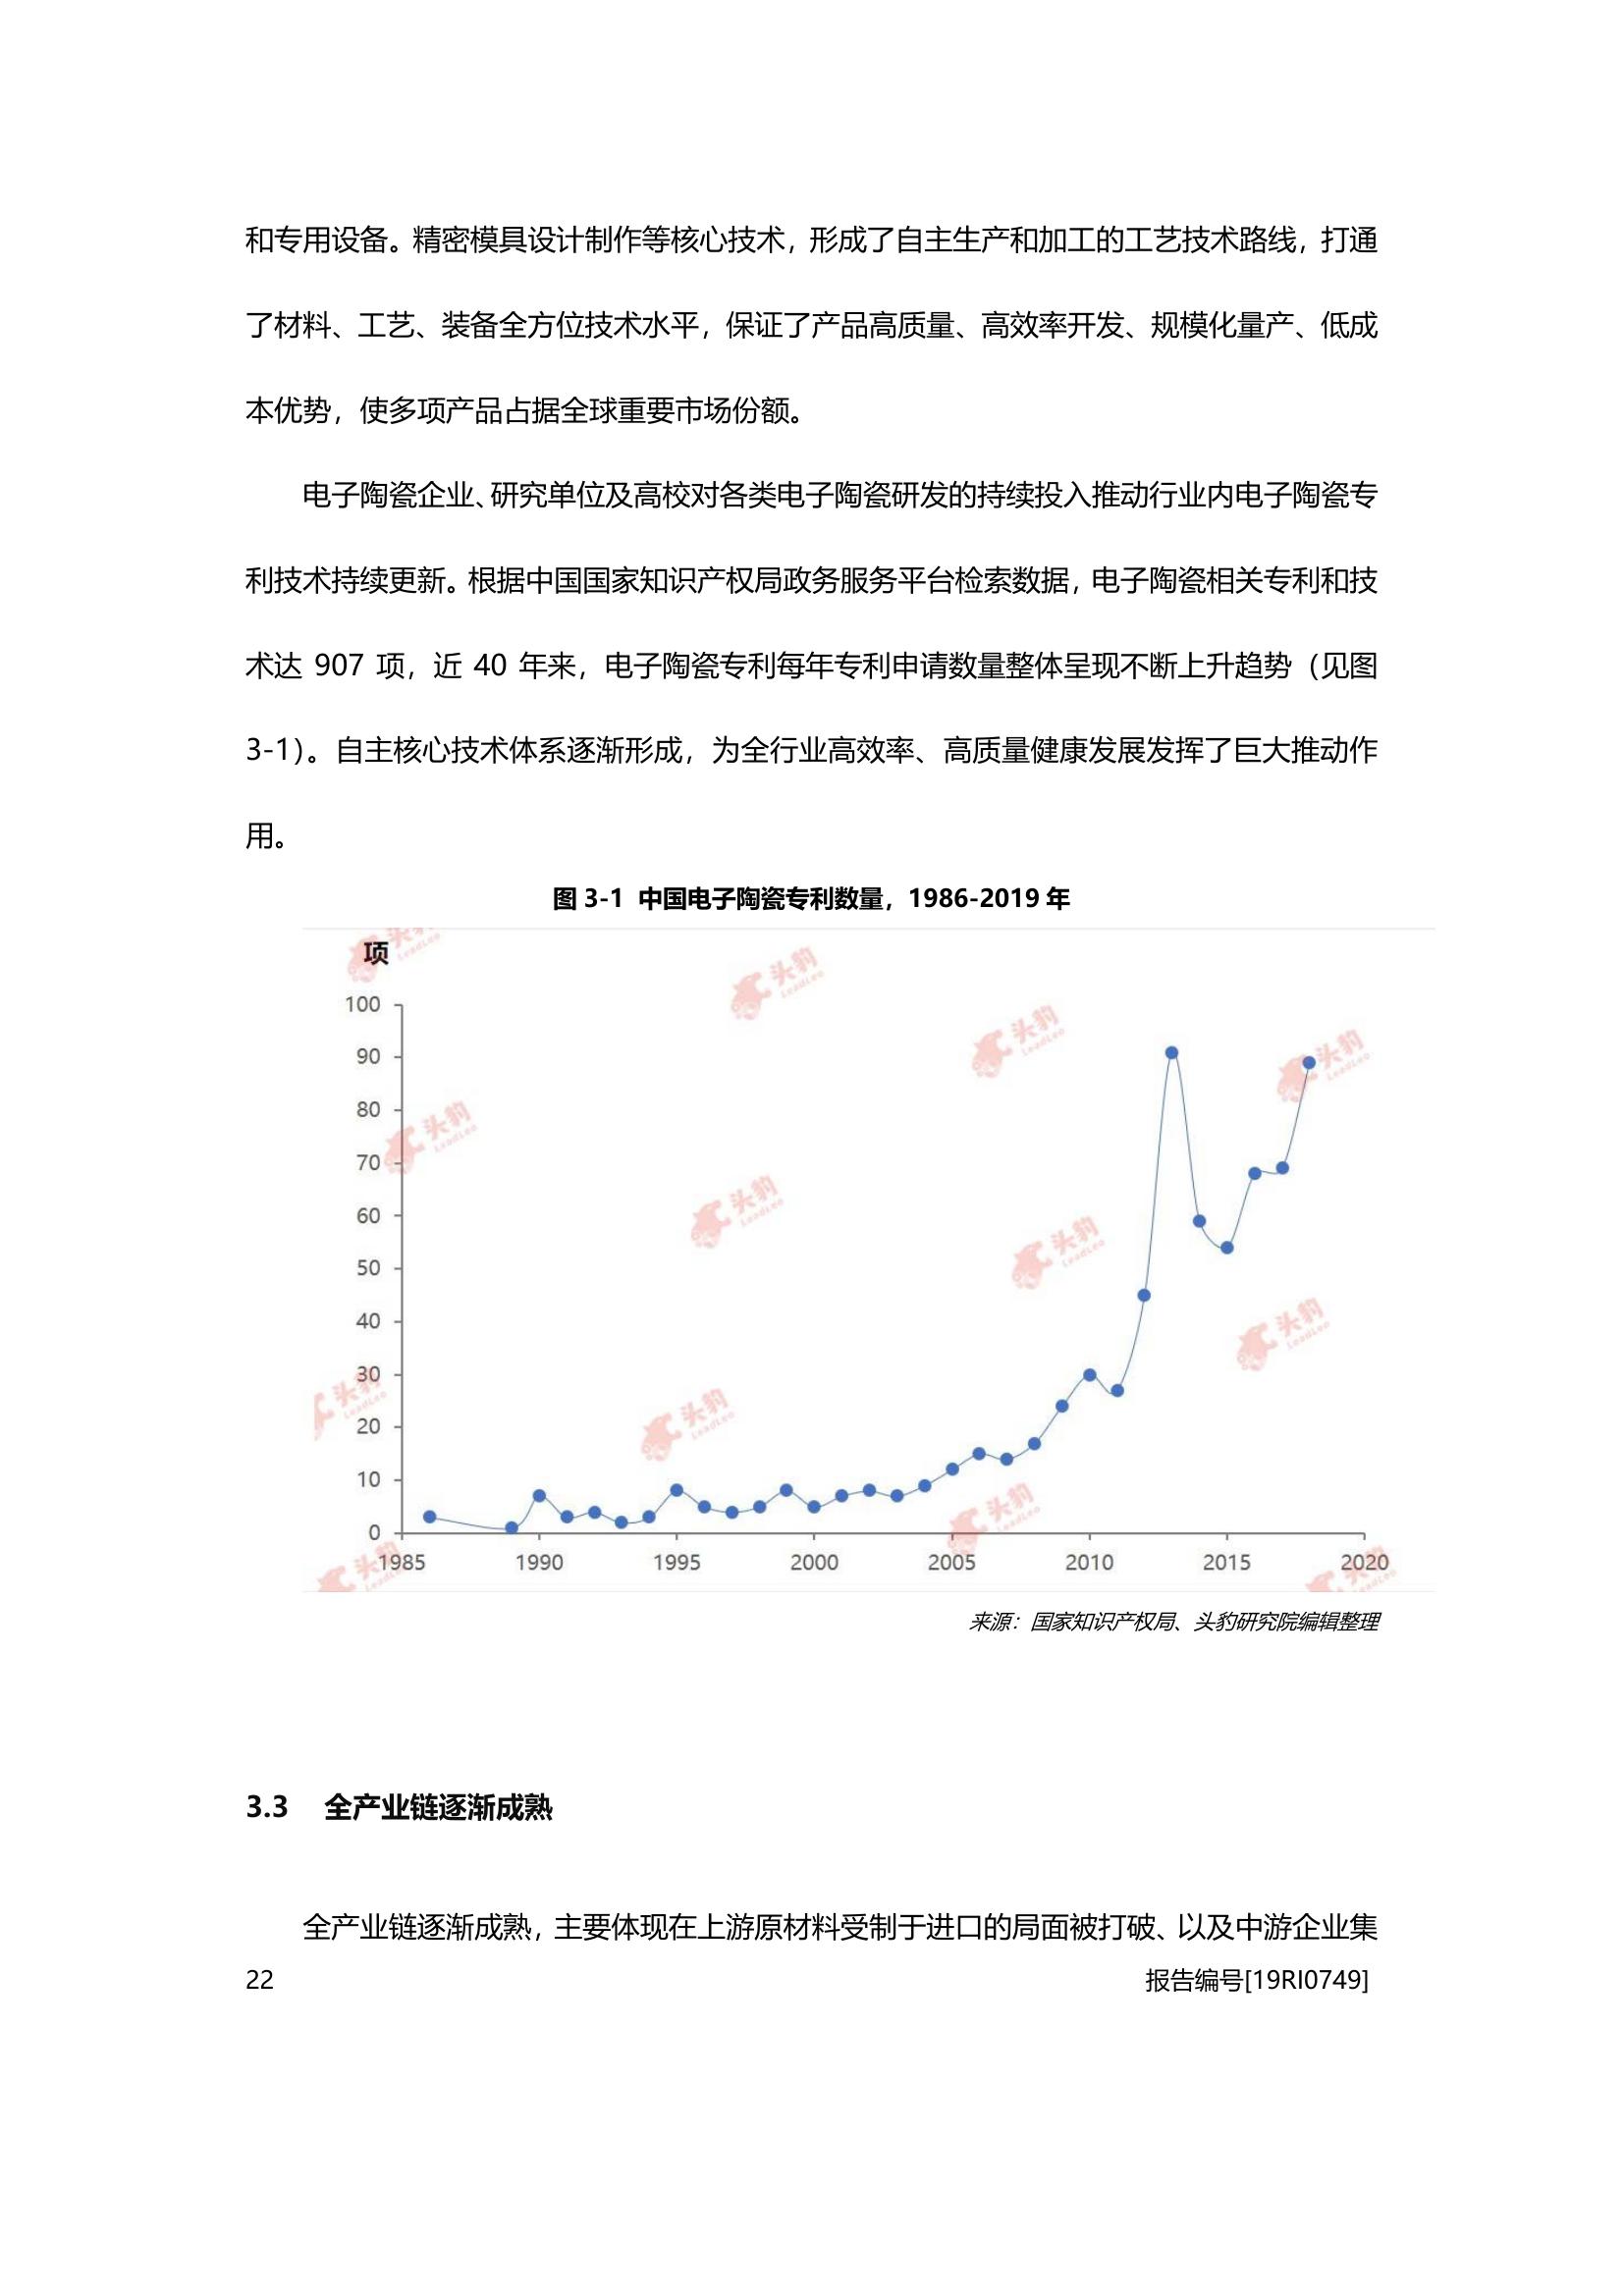 和专用设备。精密模具设计制作等核心技术，形成了自主生产和加工的工艺技术路线，打通
了材料、工艺、装备全方位技术水平，保证了产品高质量、高效率开发、规模化量产、低成
本优势，使多项产品占据全球重要市场份额。
电子陶瓷企业、研究单位及高校对各类电子陶瓷研发的持续投入推动行业内电子陶瓷专
利技术持续更新。根据中国国家知识产权局政务服务平台检索数据，电子陶瓷相关专利和技
术达 907 项，近 40 年来，电子陶瓷专利每年专利申请数量整体呈现不断上升趋势（见图
3-1）。自主核心技术体系逐渐形成，为全行业高效率、高质量健康发展发挥了巨大推动作
用。
图 3-1 中国电子陶瓷专利数量，1986-2019 年
项
100
90
80
70
60
50
40
30
20
10
0
1985 1990 1995 2000 2005 2010 2015 2020
头豹
LeadLeo
来源：国家知识产权局、头豹研究院编辑整理
3.3 全产业链逐渐成熟
全产业链逐渐成熟，主要体现在上游原材料受制于进口的局面被打破、以及中游企业集
22 报告编号[19RI0749]